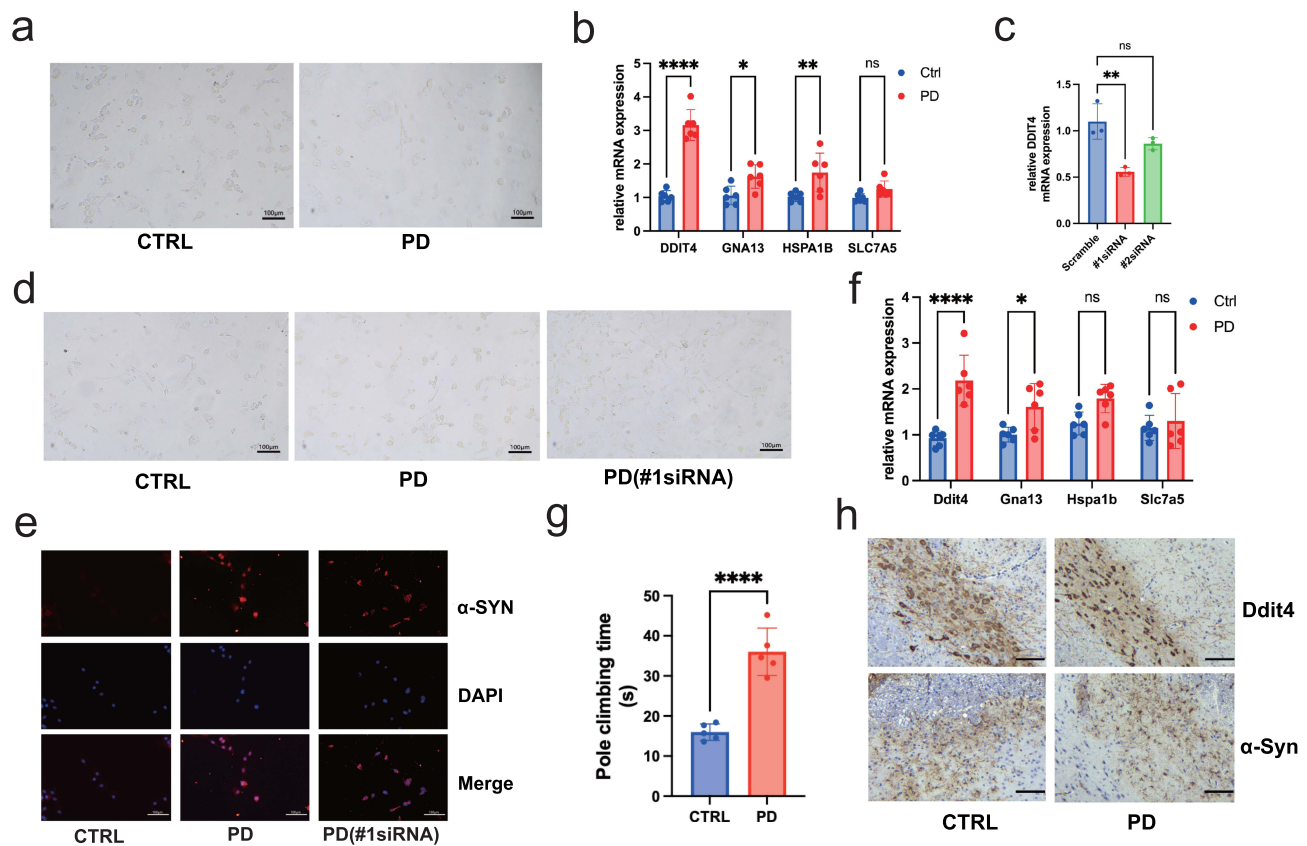 a
100µm
100µm
CTRL
PD
b
relative mRNA expression
5
4
3
2
1
0
****
*
**
ns
Ctrl
PD
DDIT4
GNA13
HSPA1B
SLC7A5
c
ns
**
relative DDIT4
mRNA expression
1.5
1.0
0.5
0.0
Scramble
#1siRNA
#2siRNA
d
100µm
100µm
100µm
CTRL
PD
PD(#1siRNA)
f
relative mRNA expression
4
3
2
1
0
****
*
ns
ns
Ctrl
PD
Ddit4
Gna13
Hspa1b
Slc7a5
e
α-SYN
DAPI
Merge
CTRL
PD
PD(#1siRNA)
g
Pole climbing time
(s)
50
40
30
20
10
0
****
CTRL
PD
h
Ddit4
α-Syn
CTRL
PD